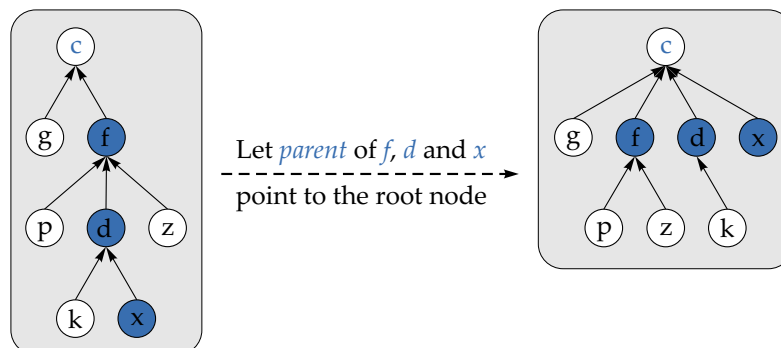 c
g f
p d z
k x
Let parent of f, d and x
point to the root node
c
g f d x
p z k